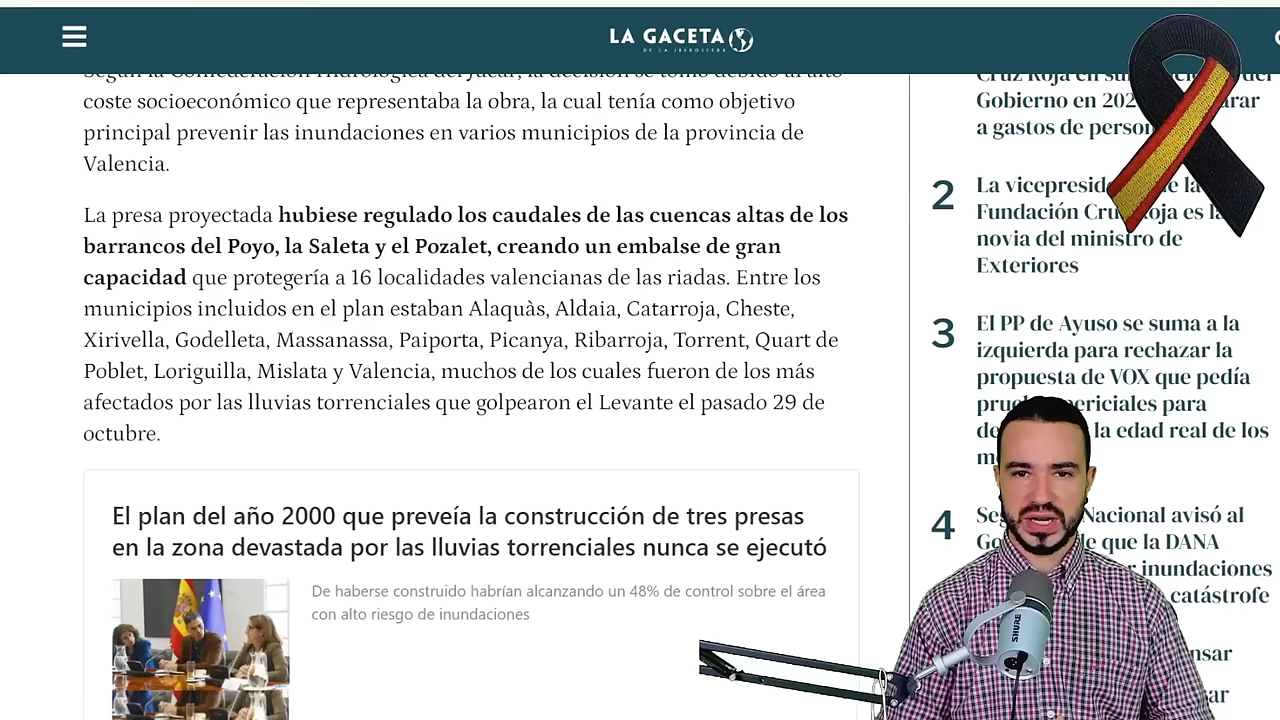 LA GACETA
DE LA IBEROSFERA
Según la Confederación Hidrográfica del Júcar, la decisión se tomó debido al alto
coste socioeconómico que representaba la obra, la cual tenía como objetivo
principal prevenir las inundaciones en varios municipios de la provincia de
Valencia.
La presa proyectada hubiese regulado los caudales de las cuencas altas de los
barrancos del Poyo, la Saleta y el Pozalet, creando un embalse de gran
capacidad que protegería a 16 localidades valencianas de las riadas. Entre los
municipios incluidos en el plan estaban Alaquàs, Aldaia, Catarroja, Cheste,
Xirivella, Godelleta, Massanassa, Paiporta, Picanya, Ribarroja, Torrent, Quart de
Poblet, Loriguilla, Mislata y Valencia, muchos de los cuales fueron de los más
afectados por las lluvias torrenciales que golpearon el Levante el pasado 29 de
octubre.
El plan del año 2000 que preveía la construcción de tres presas
en la zona devastada por las lluvias torrenciales nunca se ejecutó
De haberse construido habrían alcanzando un 48% de control sobre el área
con alto riesgo de inundaciones
Cruz Roja en
Gobierno en
a gastos de
2
La
la
Fundación Cruz Roja es la
novia del ministro de
Exteriores
3
El PP de Ayuso se suma a la
izquierda para rechazar la
propuesta de VOX que pedía
para
la edad real de los
4
Nacional avisó al
de que la DANA
inundaciones
catástrofe
SHURE